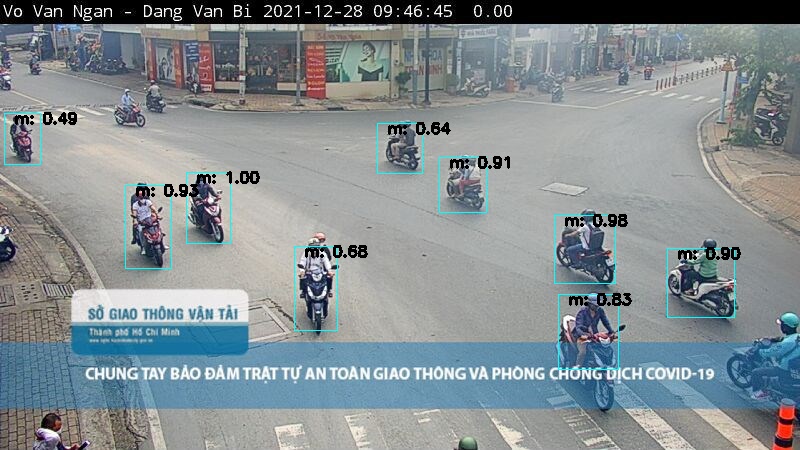 Vo Van Ngan - Dang Van Bi 2021-12-28 09:46:45  0.00
m: 0.49
m: 0.64
m: 0.91
m: 1.00
m: 0.93
m: 0.98
m: 0.68
m: 0.90
m: 0.83
SỞ GIAO THÔNG VẬN TẢI
Thành phố Hồ Chí Minh
CHUNG TAY BẢO ĐẢM TRẬT TỰ AN TOÀN GIAO THÔNG VÀ PHÒNG CHỐNG DỊCH COVID-19